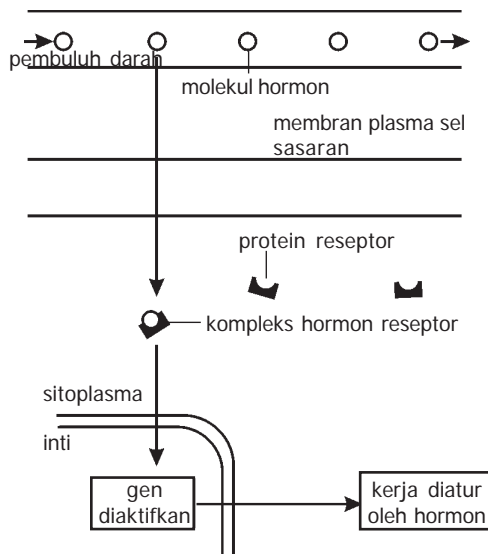 pembuluh darah
molekul hormon
membran plasma sel
sasaran
protein reseptor
kompleks hormon reseptor
sitoplasma
inti
gen
diaktifkan
kerja diatur
oleh hormon